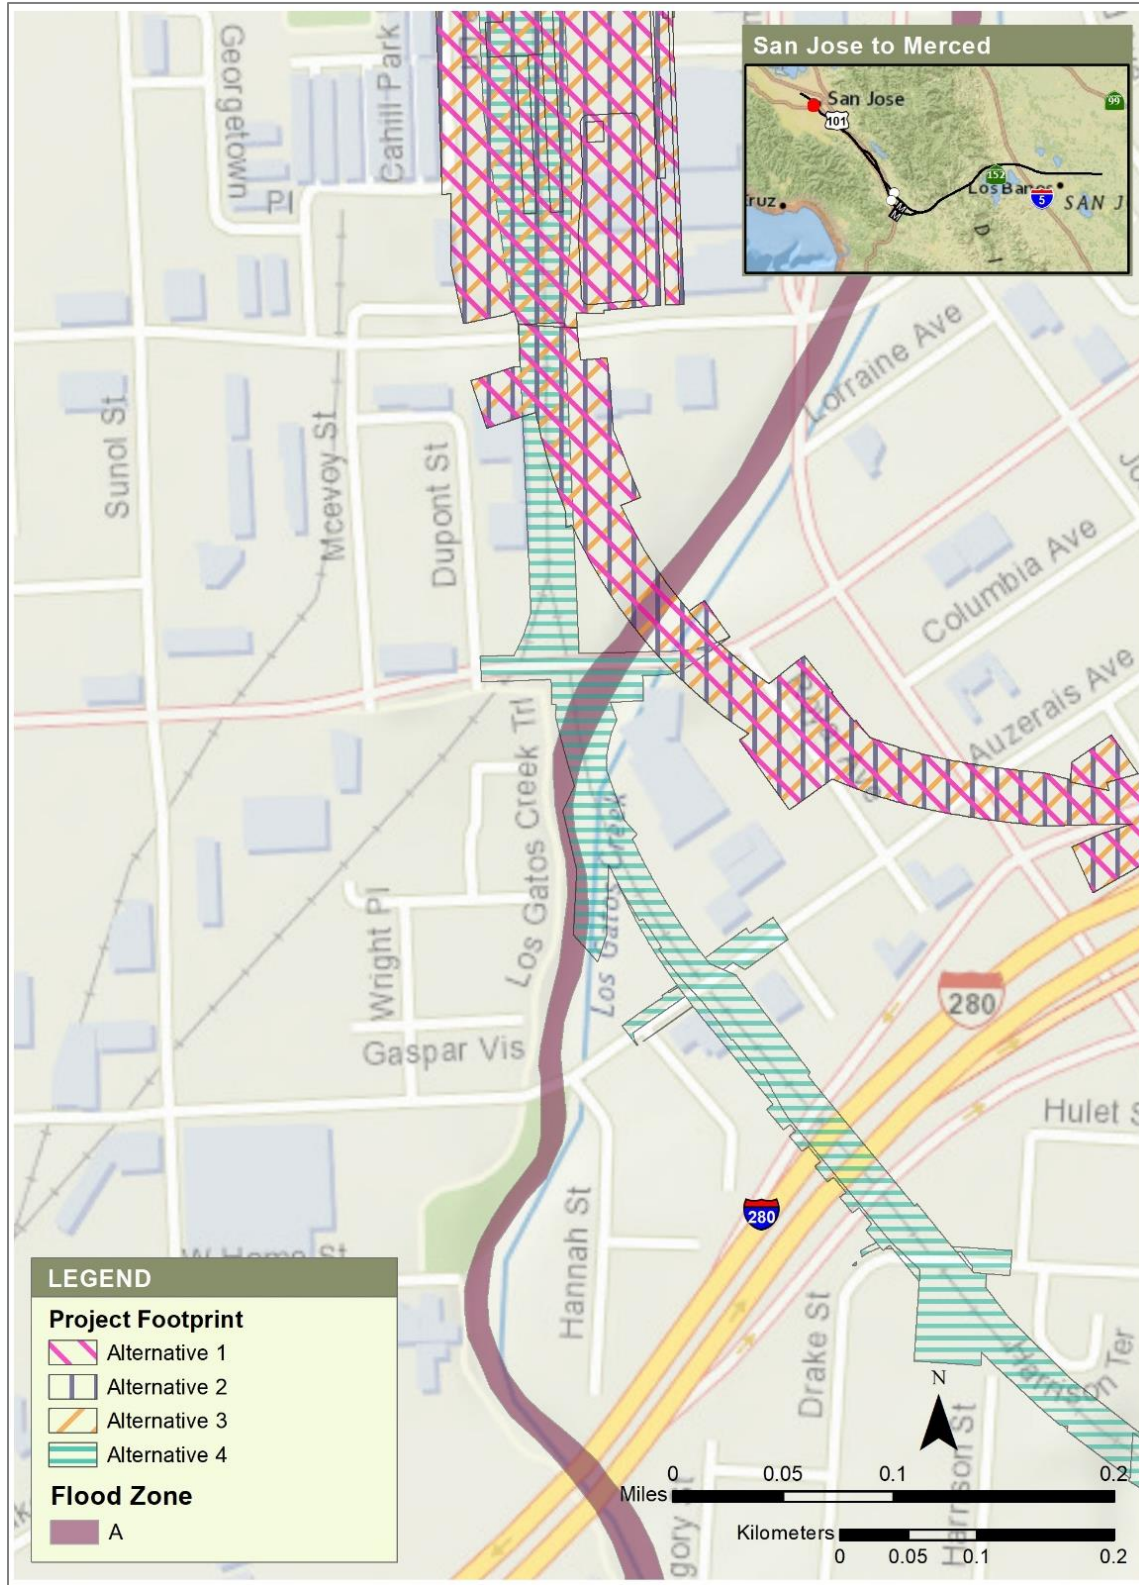 San Jose to Merced
San Jose
101
99
152
Los Banos
5
SAN J
D I
Georgetown
Pl
Cahill Park
Lorraine Ave
Sunol St
Mcevoy St
Dupont St
Columbia Ave
Auzerais Ave
Los Gatos Creek Trl
Los Gatos Creek
Wright Pl
Gaspar Vis
280
Hulet S
280
Hannah St
W Home St
Drake St
Harrison Ter
Harrison St
gory St
LEGEND
Project Footprint
Alternative 1
Alternative 2
Alternative 3
Alternative 4
Flood Zone
A
N
0 0.05 0.1 0.2
Miles
Kilometers
0 0.05 0.1 0.2